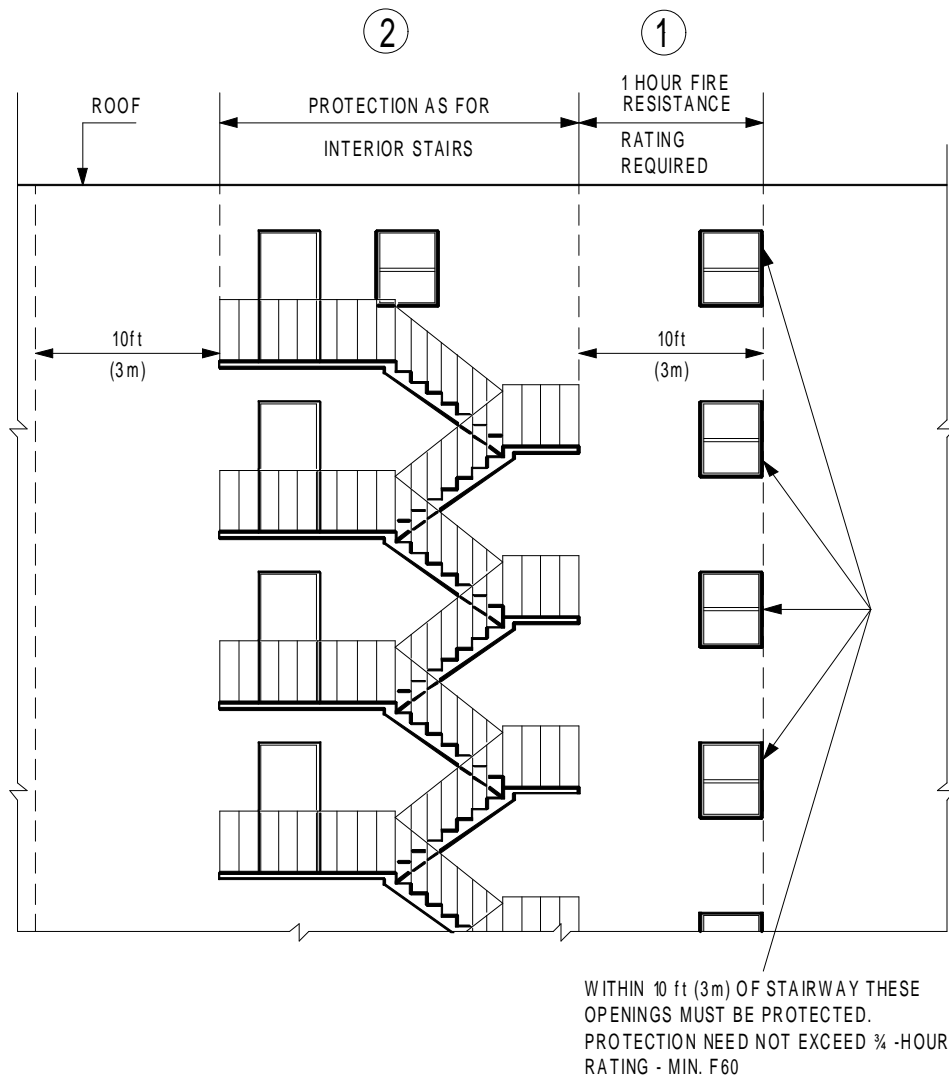 2
1
ROOF
PROTECTION AS FOR
INTERIOR STAIRS
1 HOUR FIRE
RESISTANCE
RATING
REQUIRED
10ft
(3m)
10ft
(3m)
WITHIN 10 ft (3m) OF STAIRWAY THESE
OPENINGS MUST BE PROTECTED.
PROTECTION NEED NOT EXCEED ¾ -HOUR
RATING - MIN. F60